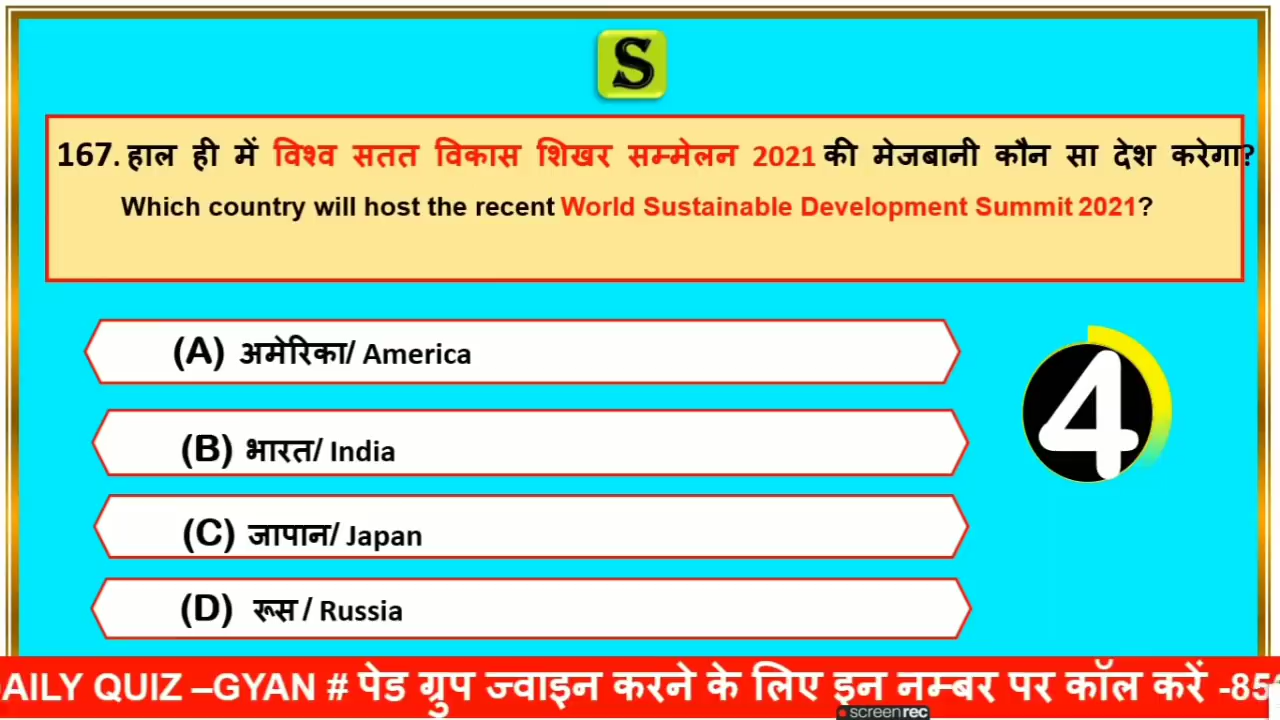 S
167. हाल ही में विश्व सतत विकास शिखर सम्मेलन 2021 की मेजबानी कौन सा देश करेगा?
Which country will host the recent World Sustainable Development Summit 2021?
(A) अमेरिका/ America
4
(B) भारत/ India
(C) जापान/ Japan
(D) रूस / Russia
AILY QUIZ –GYAN # पेड ग्रुप ज्वाइन करने के लिए इन नम्बर पर कॉल करें -85
screenrec